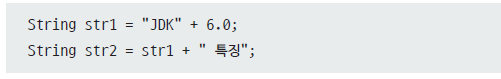 String str1 = "JDK" + 6.0;
String str2 = str1 + " 특징";